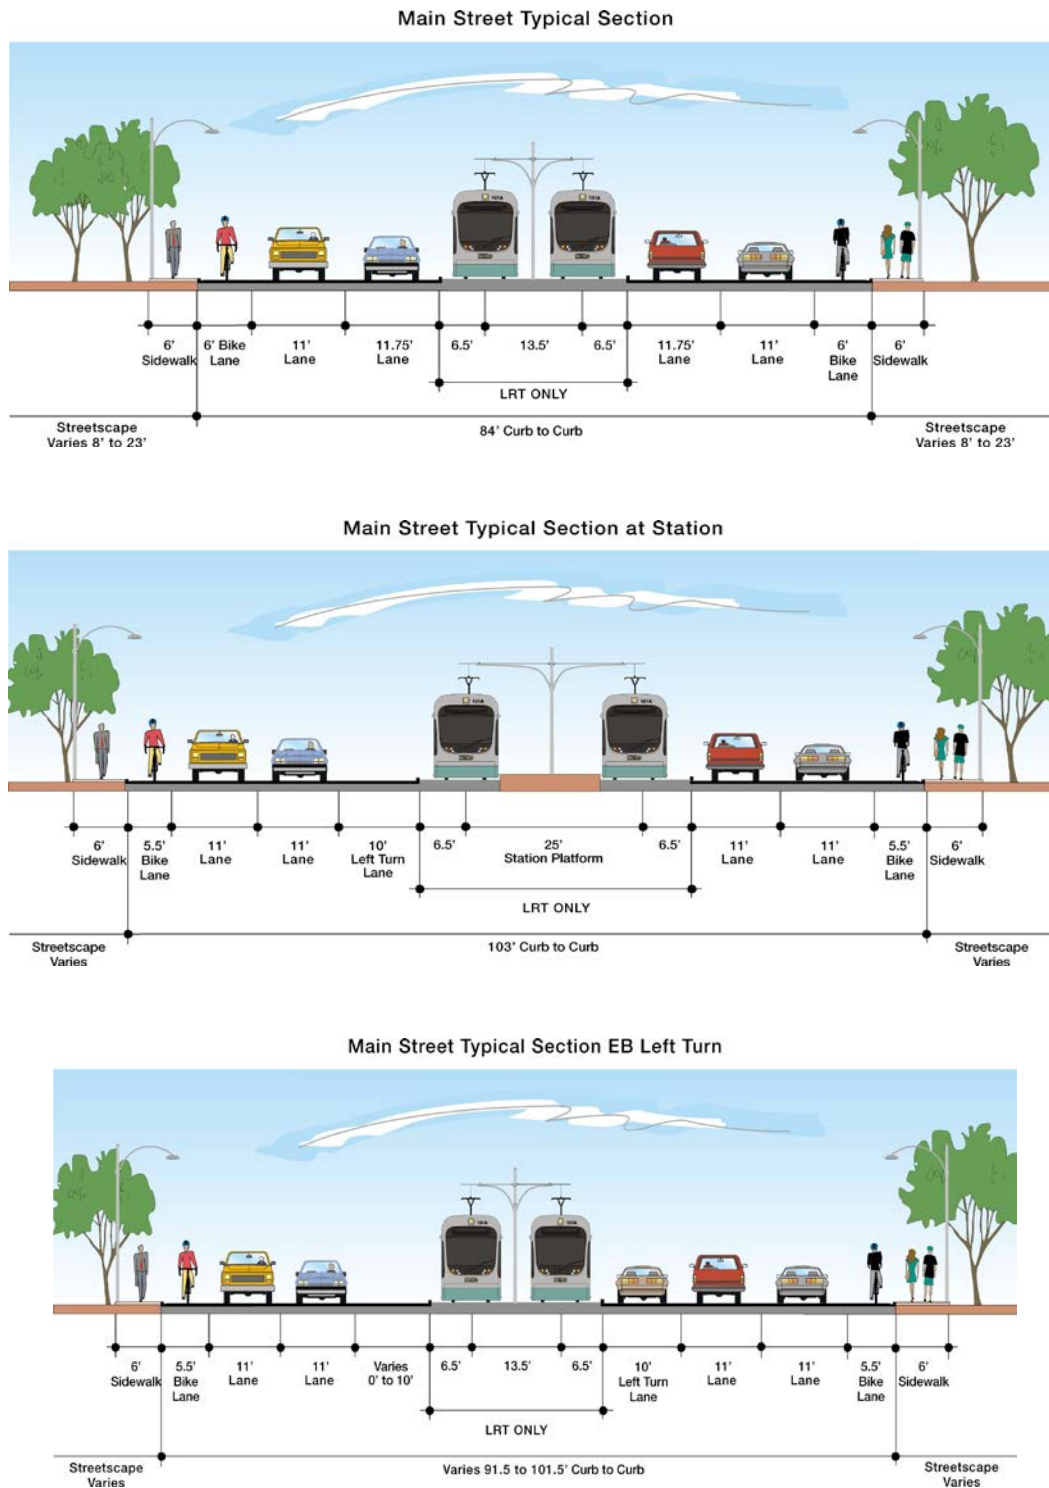 Main Street Typical Section
101A 101A
6' 6' Bike 11' 11.75' 6.5' 13.5' 6.5' 11.75' 11' 6' 6'
Sidewalk Lane Lane Lane Lane Lane Bike Sidewalk
Lane
LRT ONLY
Streetscape 84' Curb to Curb Streetscape
Varies 8' to 23' Varies 8' to 23'
Main Street Typical Section at Station
101A 101A
6' 5.5' 11' 11' 10' 6.5' 25' 6.5' 11' 11' 5.5' 6'
Sidewalk Bike Lane Lane Left Turn Station Platform Lane Lane Bike Sidewalk
Lane Lane Lane
LRT ONLY
Streetscape 103' Curb to Curb Streetscape
Varies Varies
Main Street Typical Section EB Left Turn
101A 101A
6' 5.5' 11' 11' Varies 6.5' 13.5' 6.5' 10' 11' 11' 5.5' 6'
Sidewalk Bike Lane Lane 0' to 10' Left Turn Lane Lane Bike Sidewalk
Lane Lane Lane
LRT ONLY
Streetscape Varies 91.5 to 101.5' Curb to Curb Streetscape
Varies Varies